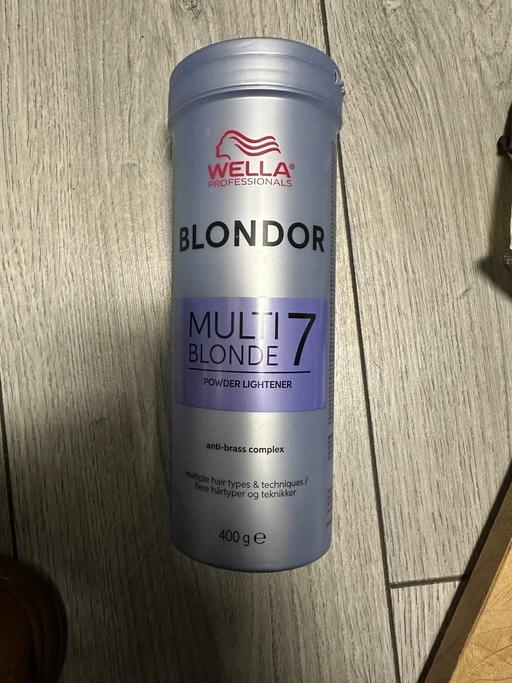 WELLA®
PROFESSIONALS
BLONDOR
MULTI 7
BLONDE
POWDER LIGHTENER
anti-brass complex
multiple hair types & techniques /
flere hårtyper og teknikker
400 g ℮